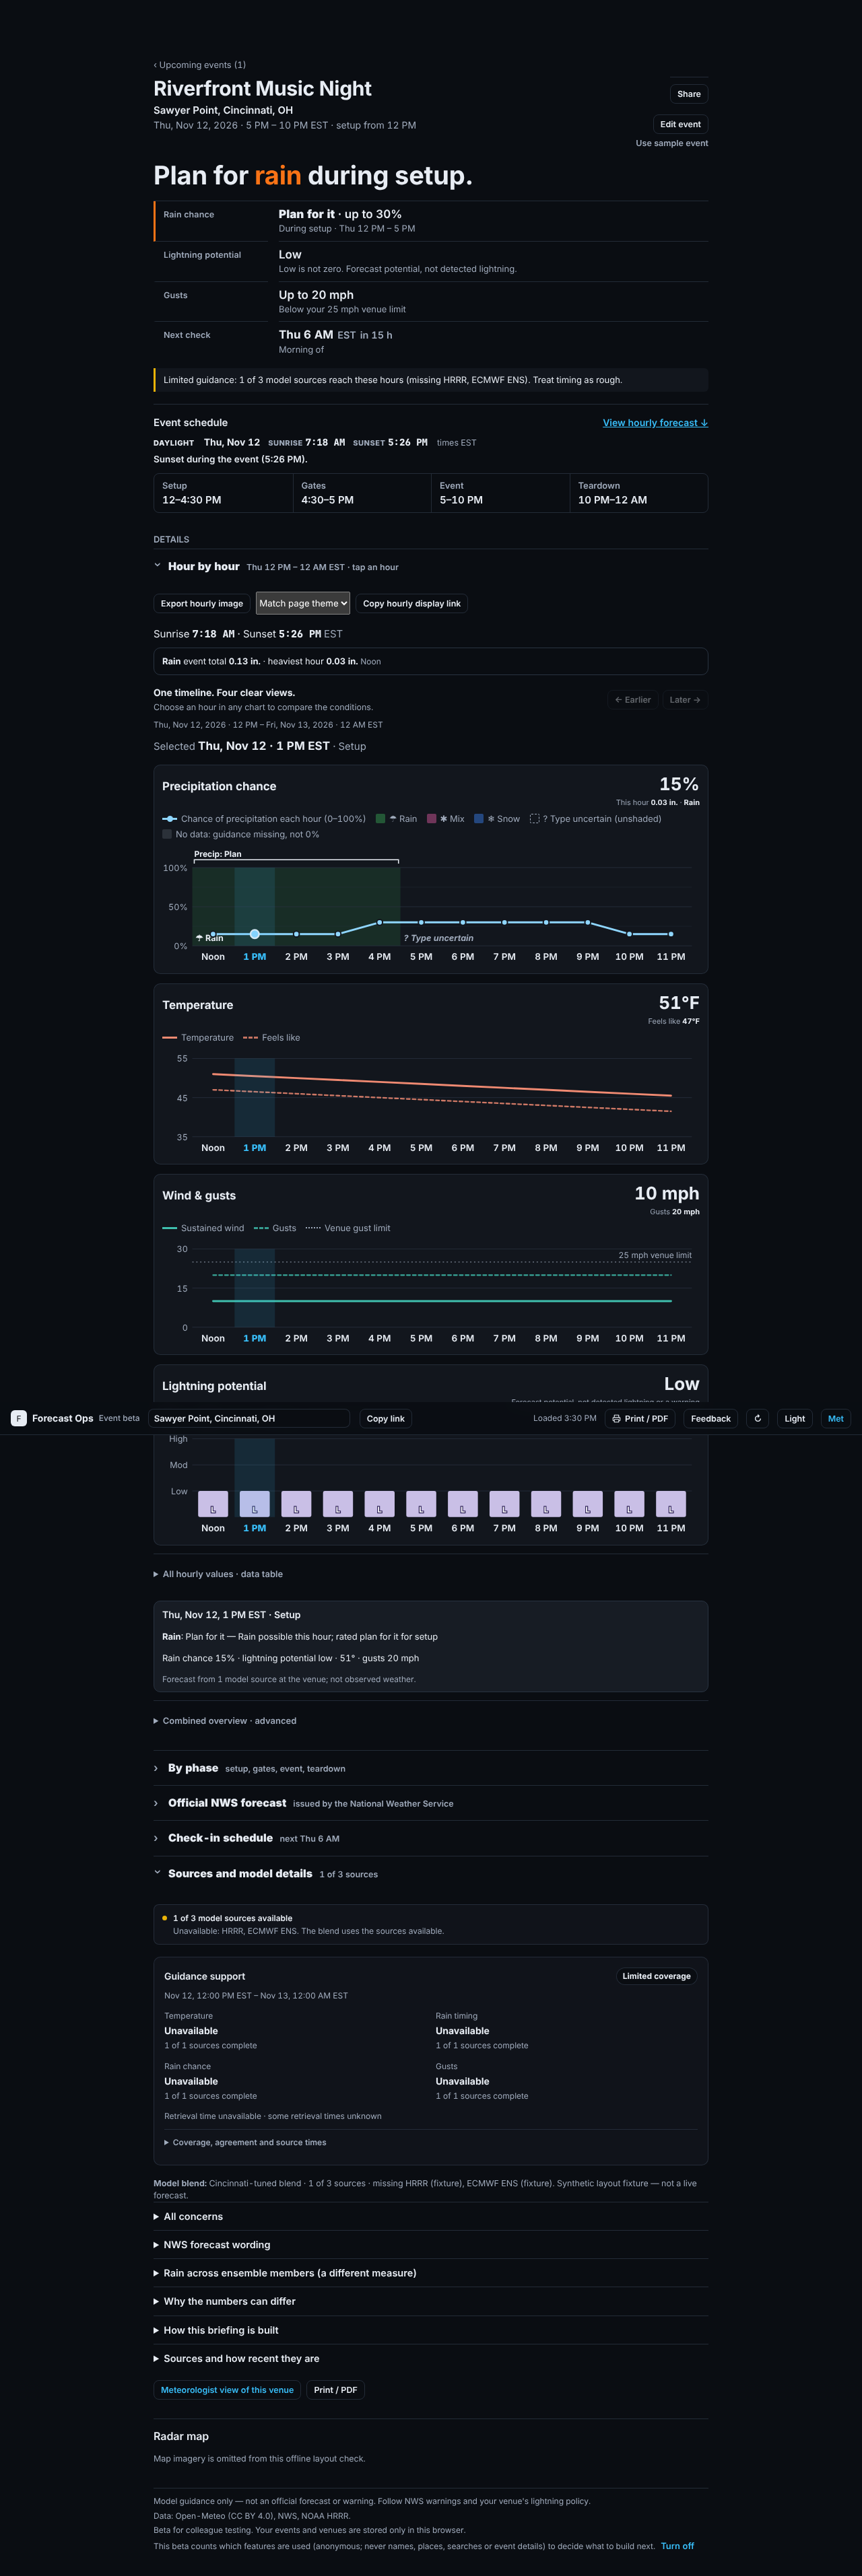 ‹ Upcoming events (1)
Riverfront Music Night
Share
Sawyer Point, Cincinnati, OH
Thu, Nov 12, 2026 · 5 PM – 10 PM EST · setup from 12 PM
Edit event
Use sample event
Plan for rain during setup.
Rain chance
Plan for it · up to 30%
During setup · Thu 12 PM – 5 PM
Lightning potential
Low
Low is not zero. Forecast potential, not detected lightning.
Gusts
Up to 20 mph
Below your 25 mph venue limit
Next check
Thu 6 AM EST in 15 h
Morning of
Limited guidance: 1 of 3 model sources reach these hours (missing HRRR, ECMWF ENS). Treat timing as rough.
Event schedule
View hourly forecast ↓
DAYLIGHT Thu, Nov 12 SUNRISE 7:18 AM SUNSET 5:26 PM times EST
Sunset during the event (5:26 PM).
Setup
12–4:30 PM
Gates
4:30–5 PM
Event
5–10 PM
Teardown
10 PM–12 AM
DETAILS
Hour by hour Thu 12 PM – 12 AM EST · tap an hour
Export hourly image
Match page theme
Copy hourly display link
Sunrise 7:18 AM · Sunset 5:26 PM EST
Rain event total 0.13 in. · heaviest hour 0.03 in. Noon
One timeline. Four clear views.
Choose an hour in any chart to compare the conditions.
← Earlier
Later →
Thu, Nov 12, 2026 · 12 PM – Fri, Nov 13, 2026 · 12 AM EST
Selected Thu, Nov 12 · 1 PM EST · Setup
Precipitation chance
15%
This hour 0.03 in. · Rain
Chance of precipitation each hour (0–100%) ☂ Rain ✱ Mix ❄ Snow ? Type uncertain (unshaded)
No data: guidance missing, not 0%
Precip: Plan
100%
50%
0%
☂ Rain
? Type uncertain
Noon 1 PM 2 PM 3 PM 4 PM 5 PM 6 PM 7 PM 8 PM 9 PM 10 PM 11 PM
Temperature
51°F
Feels like 47°F
Temperature Feels like
55
45
35
Noon 1 PM 2 PM 3 PM 4 PM 5 PM 6 PM 7 PM 8 PM 9 PM 10 PM 11 PM
Wind & gusts
10 mph
Gusts 20 mph
Sustained wind Gusts Venue gust limit
30
25 mph venue limit
15
0
Noon 1 PM 2 PM 3 PM 4 PM 5 PM 6 PM 7 PM 8 PM 9 PM 10 PM 11 PM
Lightning potential
Low
Forecast potential, not detected lightning or a warning
F Forecast Ops Event beta
Sawyer Point, Cincinnati, OH
Copy link
Loaded 3:30 PM
Print / PDF
Feedback
↻
Light
Met
High
Mod
Low
L L L L L L L L L L L L
Noon 1 PM 2 PM 3 PM 4 PM 5 PM 6 PM 7 PM 8 PM 9 PM 10 PM 11 PM
All hourly values · data table
Thu, Nov 12, 1 PM EST · Setup
Rain: Plan for it — Rain possible this hour; rated plan for it for setup
Rain chance 15% · lightning potential low · 51° · gusts 20 mph
Forecast from 1 model source at the venue; not observed weather.
Combined overview · advanced
By phase setup, gates, event, teardown
Official NWS forecast issued by the National Weather Service
Check-in schedule next Thu 6 AM
Sources and model details 1 of 3 sources
1 of 3 model sources available
Unavailable: HRRR, ECMWF ENS. The blend uses the sources available.
Guidance support
Limited coverage
Nov 12, 12:00 PM EST – Nov 13, 12:00 AM EST
Temperature
Unavailable
1 of 1 sources complete
Rain timing
Unavailable
1 of 1 sources complete
Rain chance
Unavailable
1 of 1 sources complete
Gusts
Unavailable
1 of 1 sources complete
Retrieval time unavailable · some retrieval times unknown
Coverage, agreement and source times
Model blend: Cincinnati-tuned blend · 1 of 3 sources · missing HRRR (fixture), ECMWF ENS (fixture). Synthetic layout fixture — not a live
forecast.
All concerns
NWS forecast wording
Rain across ensemble members (a different measure)
Why the numbers can differ
How this briefing is built
Sources and how recent they are
Meteorologist view of this venue
Print / PDF
Radar map
Map imagery is omitted from this offline layout check.
Model guidance only — not an official forecast or warning. Follow NWS warnings and your venue's lightning policy.
Data: Open-Meteo (CC BY 4.0), NWS, NOAA HRRR.
Beta for colleague testing. Your events and venues are stored only in this browser.
This beta counts which features are used (anonymous; never names, places, searches or event details) to decide what to build next. Turn off